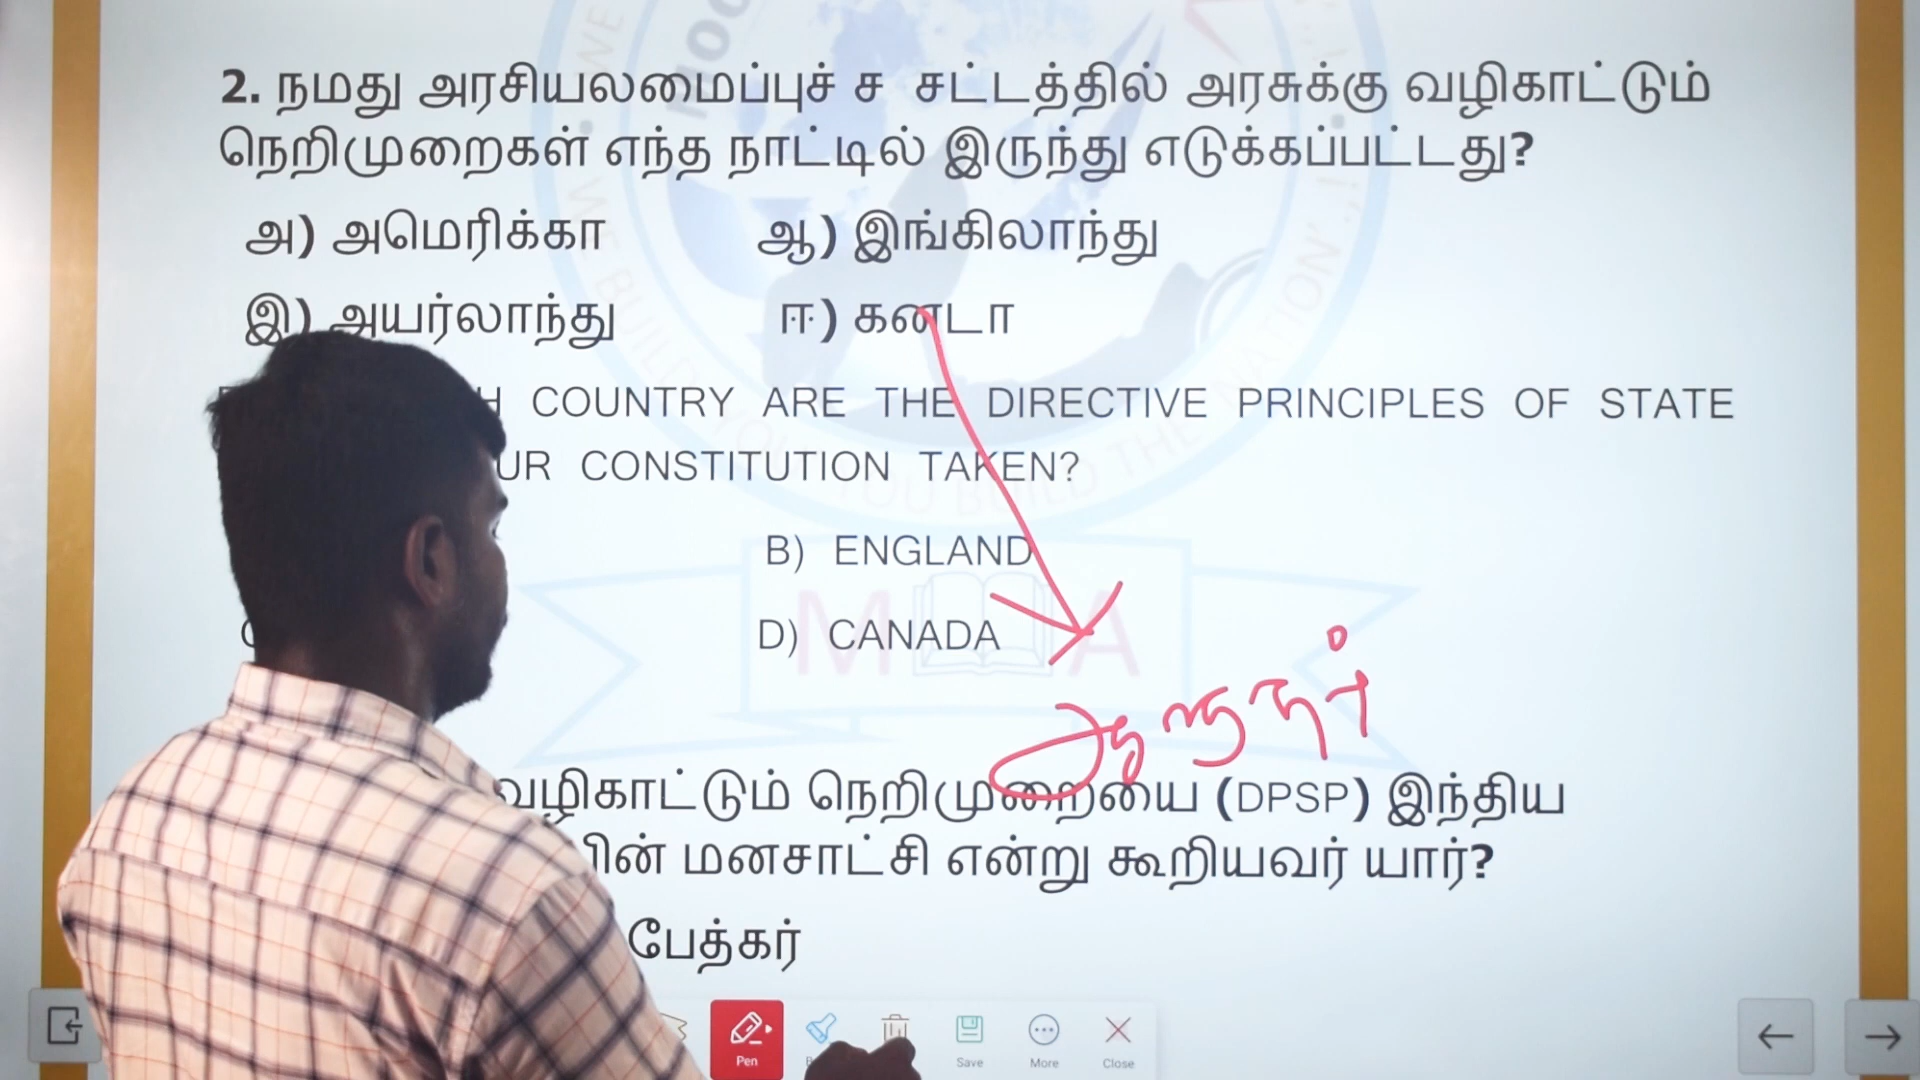 2. நமது அரசியலமைப்புச் ச சட்டத்தில் அரசுக்கு வழிகாட்டும்
நெறிமுறைகள் எந்த நாட்டில் இருந்து எடுக்கப்பட்டது?
அ) அமெரிக்கா ஆ) இங்கிலாந்து
இ) அயர்லாந்து ஈ) கனடா
COUNTRY ARE THE DIRECTIVE PRINCIPLES OF STATE
CONSTITUTION TAKEN?
B) ENGLAND
D) CANADA
ஆளுநர்
வழிகாட்டும் நெறிமுறையை (DPSP) இந்திய
மனசாட்சி என்று கூறியவர் யார்?
பேத்கர்
Pen
Save
More
Close